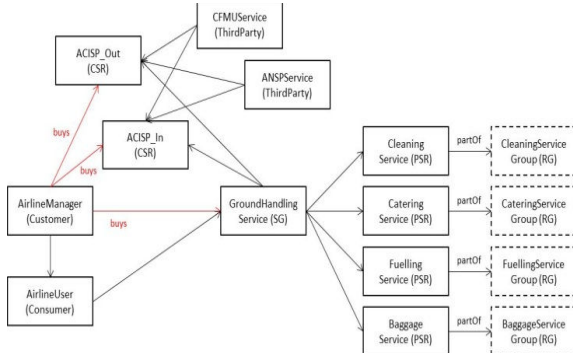 CFMUService
(ThirdParty)
ACISP_Out
(CSR)
ANSPService
(ThirdParty)
buys
ACISP_In
(CSR)
Cleaning
Service (PSR)
partOf
CleaningService
Group (RG)
buys
AirlineManager
(Customer)
buys
GroundHandling
Service (SG)
Catering
Service (PSR)
partOf
CateringService
Group (RG)
Fuelling
Service (PSR)
partOf
FuellingService
Group (RG)
AirlineUser
(Consumer)
Baggage
Service (PSR)
partOf
BaggageService
Group (RG)